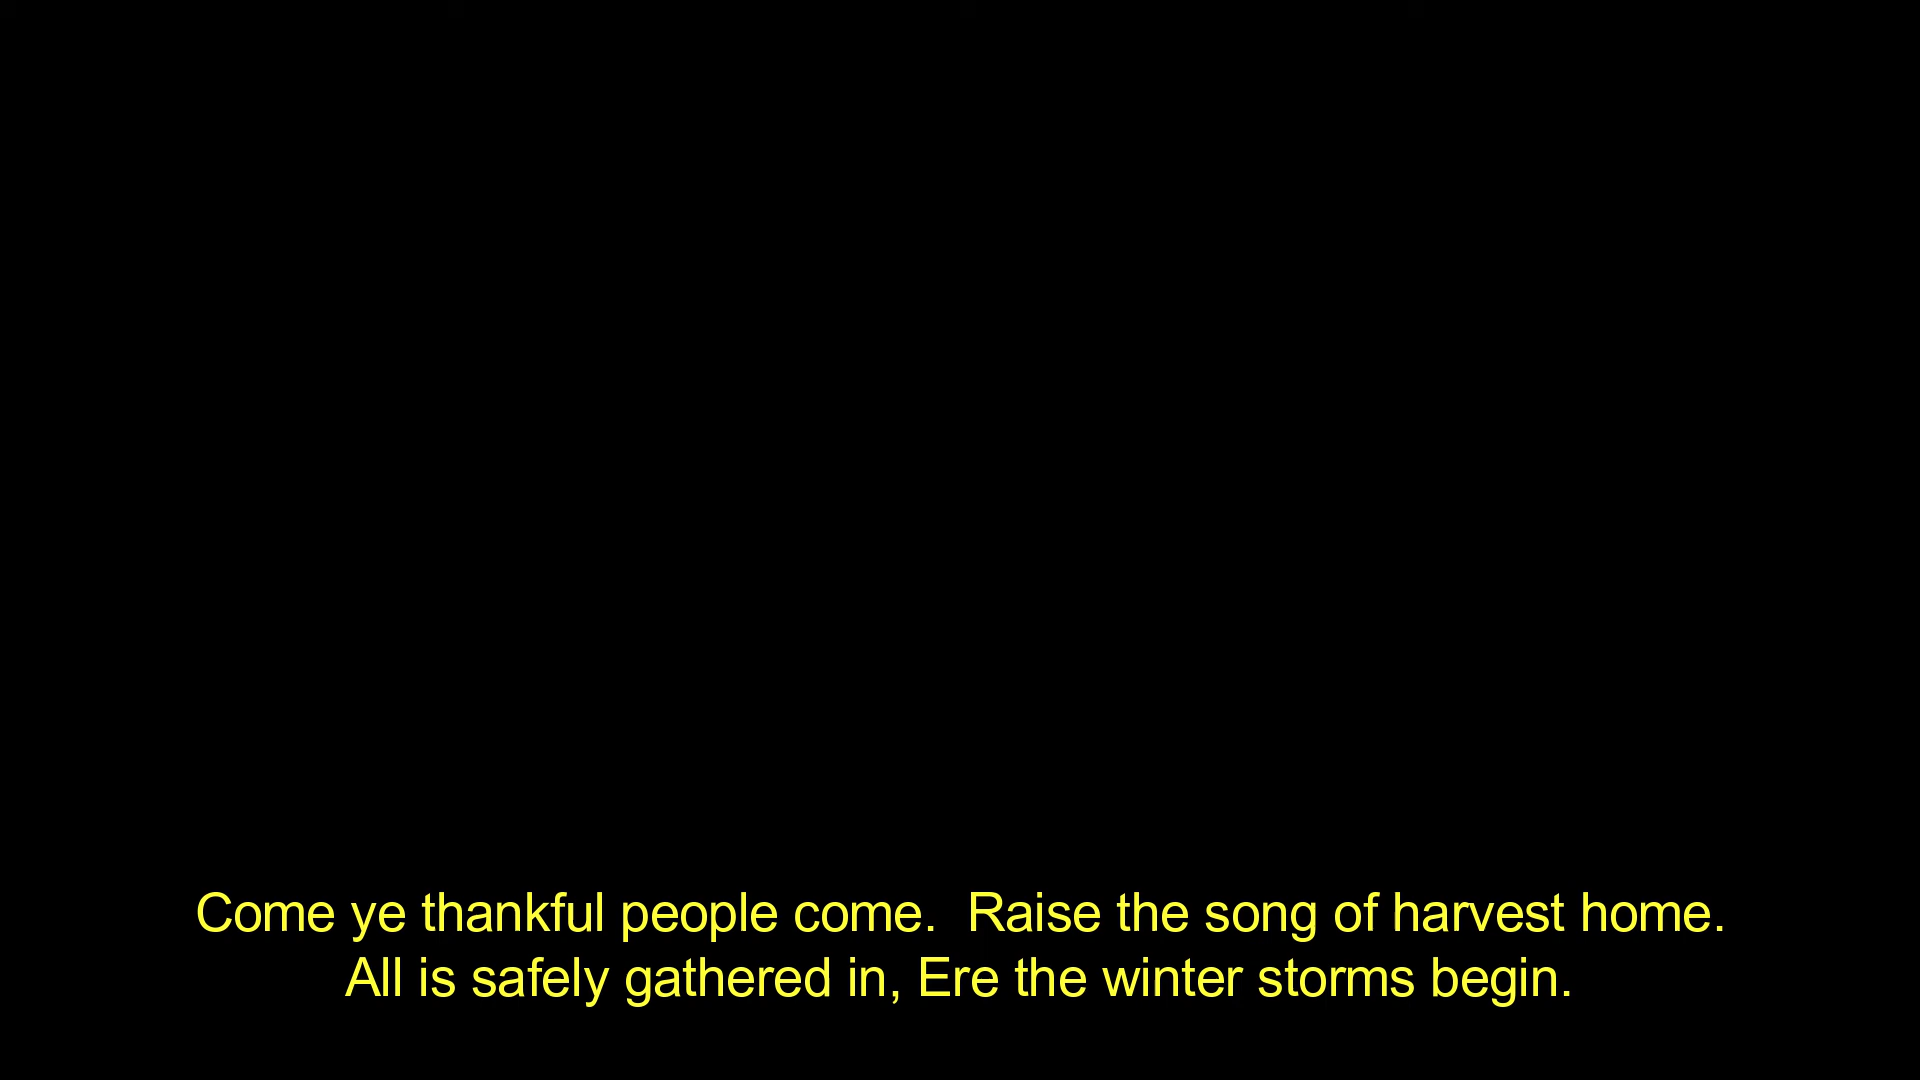 Come ye thankful people come.  Raise the song of harvest home.
All is safely gathered in, Ere the winter storms begin.